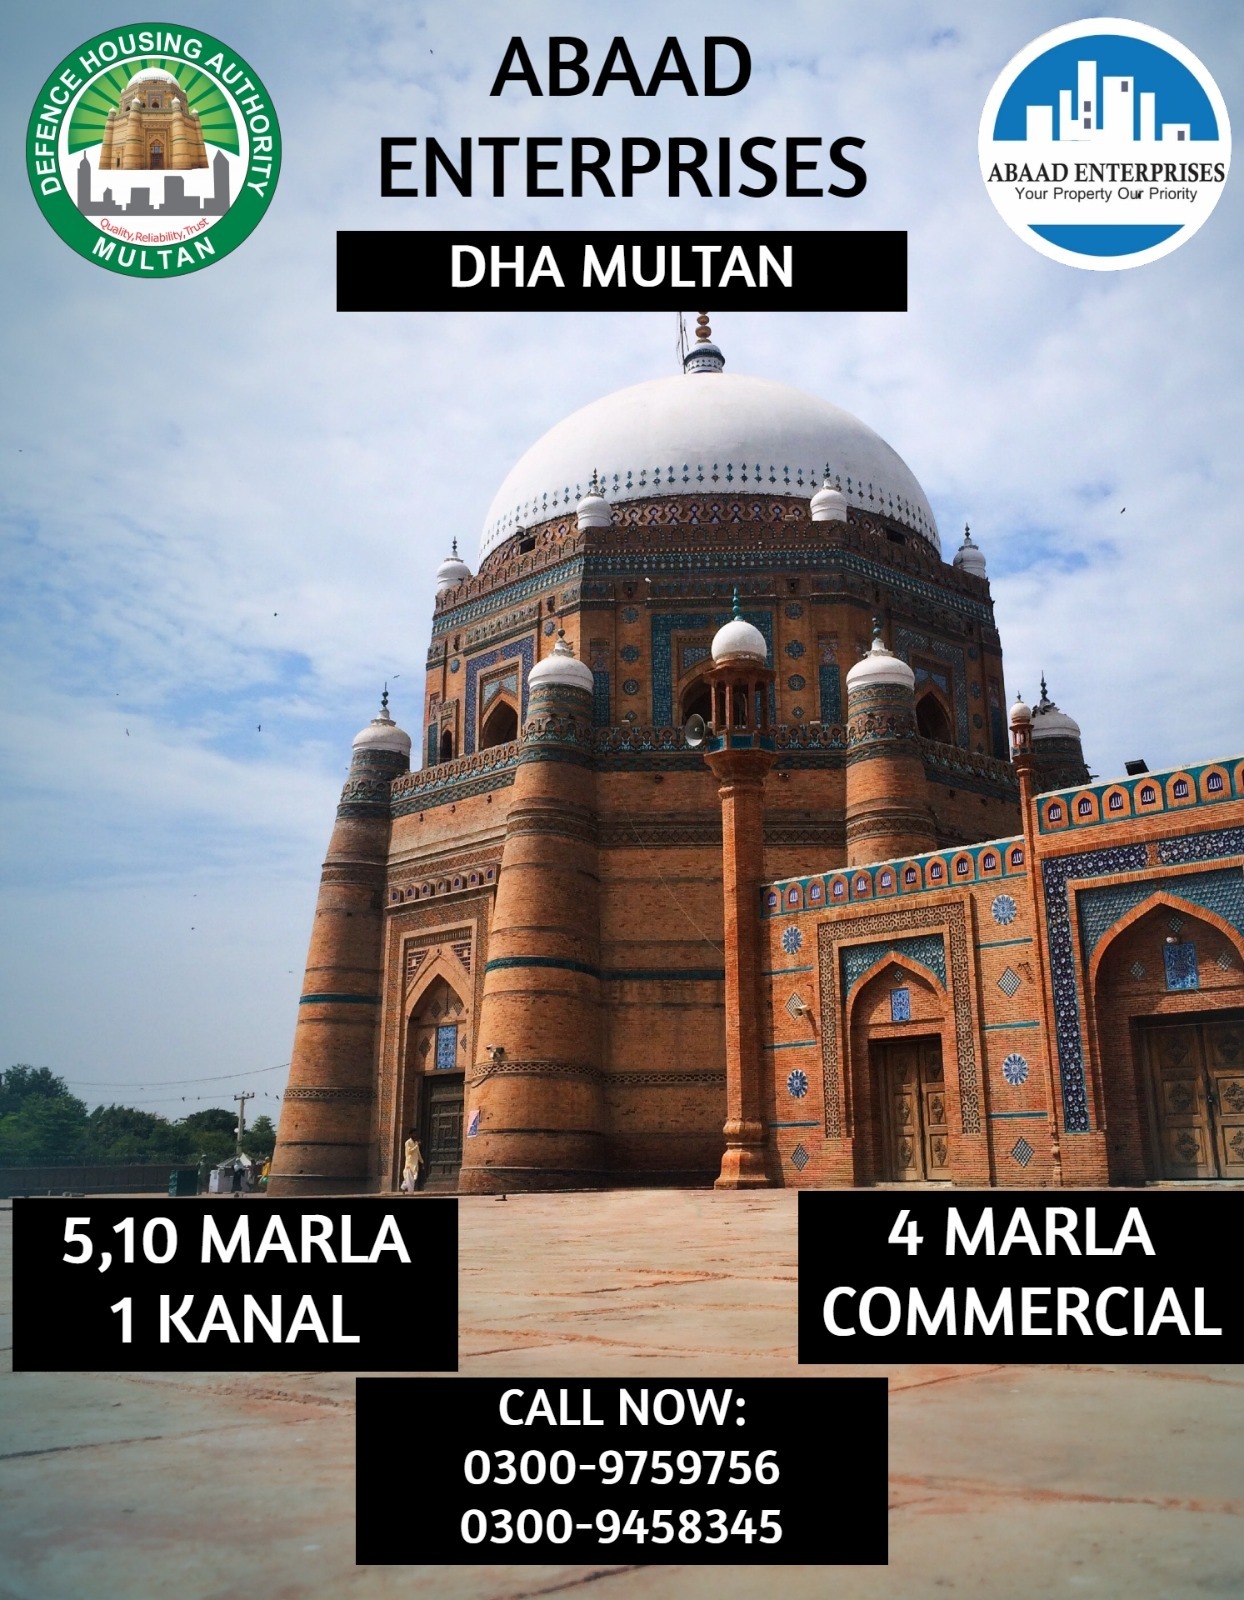 DEFENCE HOUSING AUTHORITY
Quality,Reliability,Trust
MULTAN
ABAAD
ENTERPRISES
DHA MULTAN
ABAAD ENTERPRISES
Your Property Our Priority
5,10 MARLA
1 KANAL
4 MARLA
COMMERCIAL
CALL NOW:
0300-9759756
0300-9458345